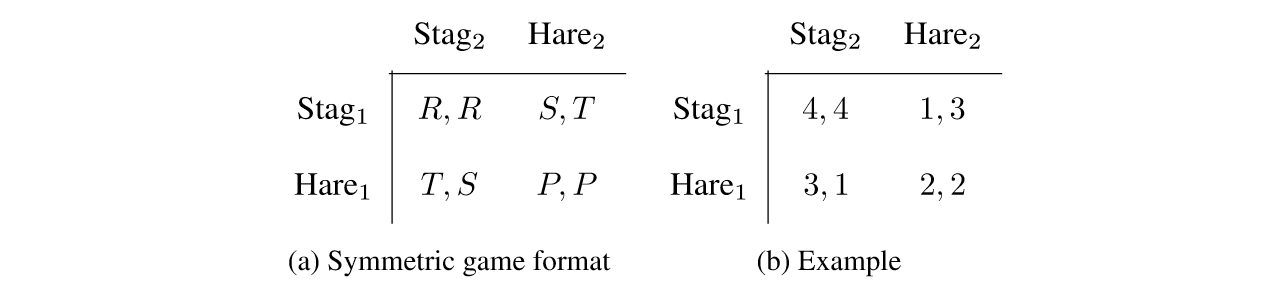 Stag₂ Hare₂ Stag₂ Hare₂
Stag₁ R, R S, T Stag₁ 4, 4 1, 3
Hare₁ T, S P, P Hare₁ 3, 1 2, 2
(a) Symmetric game format (b) Example